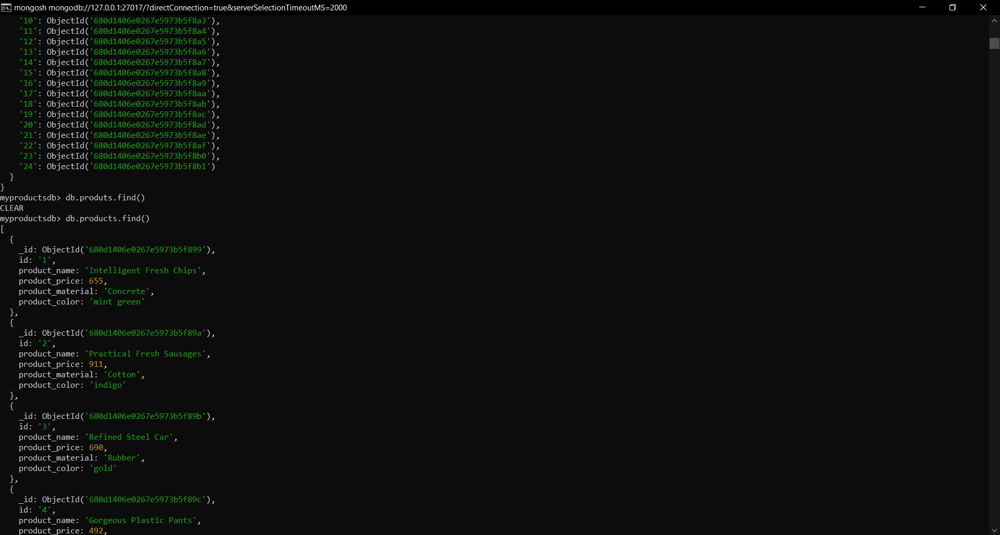 mongosh mongodb://127.0.0.1:27017/?directConnection=true&serverSelectionTimeoutMS=2000
    '10': ObjectId('680d1406e0267e5973b5f8a3'),
    '11': ObjectId('680d1406e0267e5973b5f8a4'),
    '12': ObjectId('680d1406e0267e5973b5f8a5'),
    '13': ObjectId('680d1406e0267e5973b5f8a6'),
    '14': ObjectId('680d1406e0267e5973b5f8a7'),
    '15': ObjectId('680d1406e0267e5973b5f8a8'),
    '16': ObjectId('680d1406e0267e5973b5f8a9'),
    '17': ObjectId('680d1406e0267e5973b5f8aa'),
    '18': ObjectId('680d1406e0267e5973b5f8ab'),
    '19': ObjectId('680d1406e0267e5973b5f8ac'),
    '20': ObjectId('680d1406e0267e5973b5f8ad'),
    '21': ObjectId('680d1406e0267e5973b5f8ae'),
    '22': ObjectId('680d1406e0267e5973b5f8af'),
    '23': ObjectId('680d1406e0267e5973b5f8b0'),
    '24': ObjectId('680d1406e0267e5973b5f8b1')
  }
}
myproductsdb> db.produts.find()
CLEAR
myproductsdb> db.products.find()
[
  {
    _id: ObjectId('680d1406e0267e5973b5f899'),
    id: '1',
    product_name: 'Intelligent Fresh Chips',
    product_price: 655,
    product_material: 'Concrete',
    product_color: 'mint green'
  },
  {
    _id: ObjectId('680d1406e0267e5973b5f89a'),
    id: '2',
    product_name: 'Practical Fresh Sausages',
    product_price: 911,
    product_material: 'Cotton',
    product_color: 'indigo'
  },
  {
    _id: ObjectId('680d1406e0267e5973b5f89b'),
    id: '3',
    product_name: 'Refined Steel Car',
    product_price: 690,
    product_material: 'Rubber',
    product_color: 'gold'
  },
  {
    _id: ObjectId('680d1406e0267e5973b5f89c'),
    id: '4',
    product_name: 'Gorgeous Plastic Pants',
    product_price: 492,